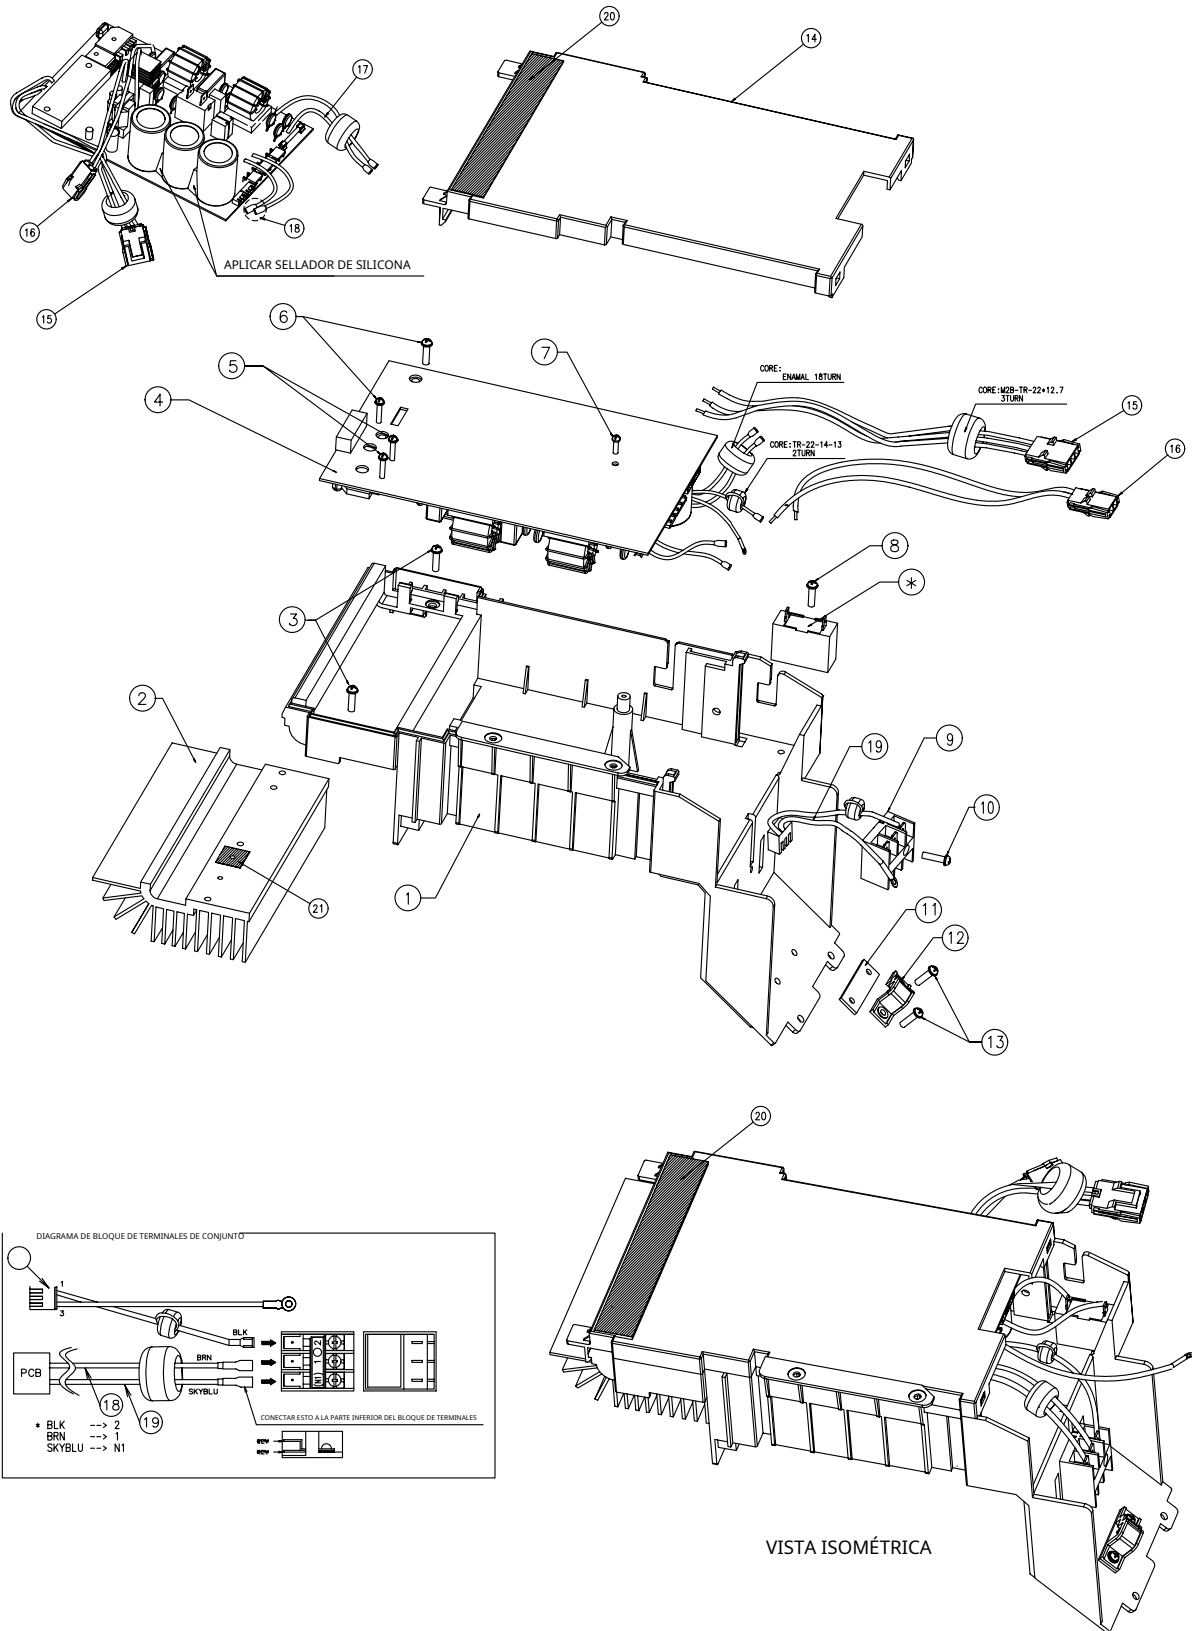 20
14
17
16
18
APLICAR SELLADOR DE SILICONA
15
6
7
5
4
CORE:
ENAMAL 18TURN
CORE:M2B-TR-22*12.7
3TURN
15
CORE:TR-22-14-13
2TURN
16
8
*
3
2
19
9
10
1
21
11
12
13
20
DIAGRAMA DE BLOQUE DE TERMINALES DE CONJUNTO
1
3
BLK
BRN
PCB
SKYBLU
N1 1 2
18
19
CONECTAR ESTO A LA PARTE INFERIOR DEL BLOQUE DE TERMINALES
* BLK --> 2
BRN --> 1
SKYBLU --> N1
VISTA ISOMÉTRICA